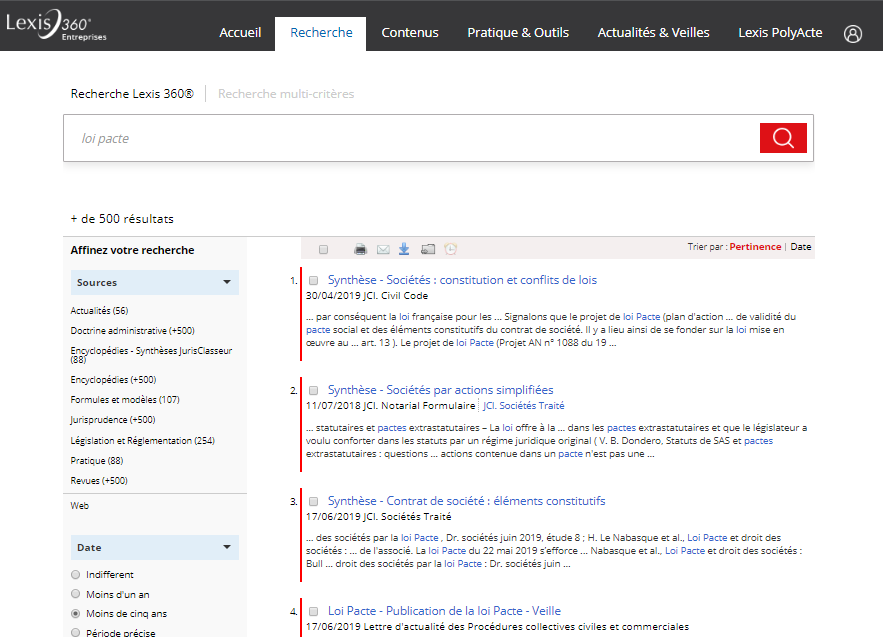 Lexis 360®
Entreprises
Accueil Recherche Contenus Pratique & Outils Actualités & Veilles Lexis PolyActe
Recherche Lexis 360® Recherche multi-critères
loi pacte
+ de 500 résultats
Affinez votre recherche
Sources
Actualités (56)
Doctrine administrative (+500)
Encyclopédies - Synthèses JurisClasseur
(88)
Encyclopédies (+500)
Formules et modèles (107)
Jurisprudence (+500)
Législation et Réglementation (254)
Pratique (88)
Revues (+500)
Web
Date
Indifferent
Moins d'un an
Moins de cinq ans
Période précise
Trier par : Pertinence | Date
1. Synthèse - Sociétés : constitution et conflits de lois
30/04/2019 JCl. Civil Code
... par conséquent la loi française pour les ... Signalons que le projet de loi Pacte (plan d'action ... de validité du
pacte social et des éléments constitutifs du contrat de société. Il y a lieu ainsi de se fonder sur la loi mise en
œuvre au ... art. 13 ). Le projet de loi Pacte (Projet AN n° 1088 du 19 ...
2. Synthèse - Sociétés par actions simplifiées
11/07/2018 JCl. Notarial Formulaire JCl. Sociétés Traité
... statutaires et pactes extrastatutaires – La loi offre à la ... dans les pactes extrastatutaires et que le législateur a
voulu conforter dans les statuts par un régime juridique original ( V. B. Dondero, Statuts de SAS et pactes
extrastatutaires : questions ... actions contenue dans un pacte n'est pas une ...
3. Synthèse - Contrat de société : éléments constitutifs
17/06/2019 JCl. Sociétés Traité
... des sociétés par la loi Pacte , Dr. sociétés juin 2019, étude 8 ; H. Le Nabasque et al., Loi Pacte et droit des
sociétés : ... de l'associé. La loi Pacte du 22 mai 2019 s'efforce ... Nabasque et al., Loi Pacte et droit des sociétés :
Bull ... droit des sociétés par la loi Pacte : Dr. sociétés juin ...
4. Loi Pacte - Publication de la loi Pacte - Veille
17/06/2019 Lettre d'actualité des Procédures collectives civiles et commerciales